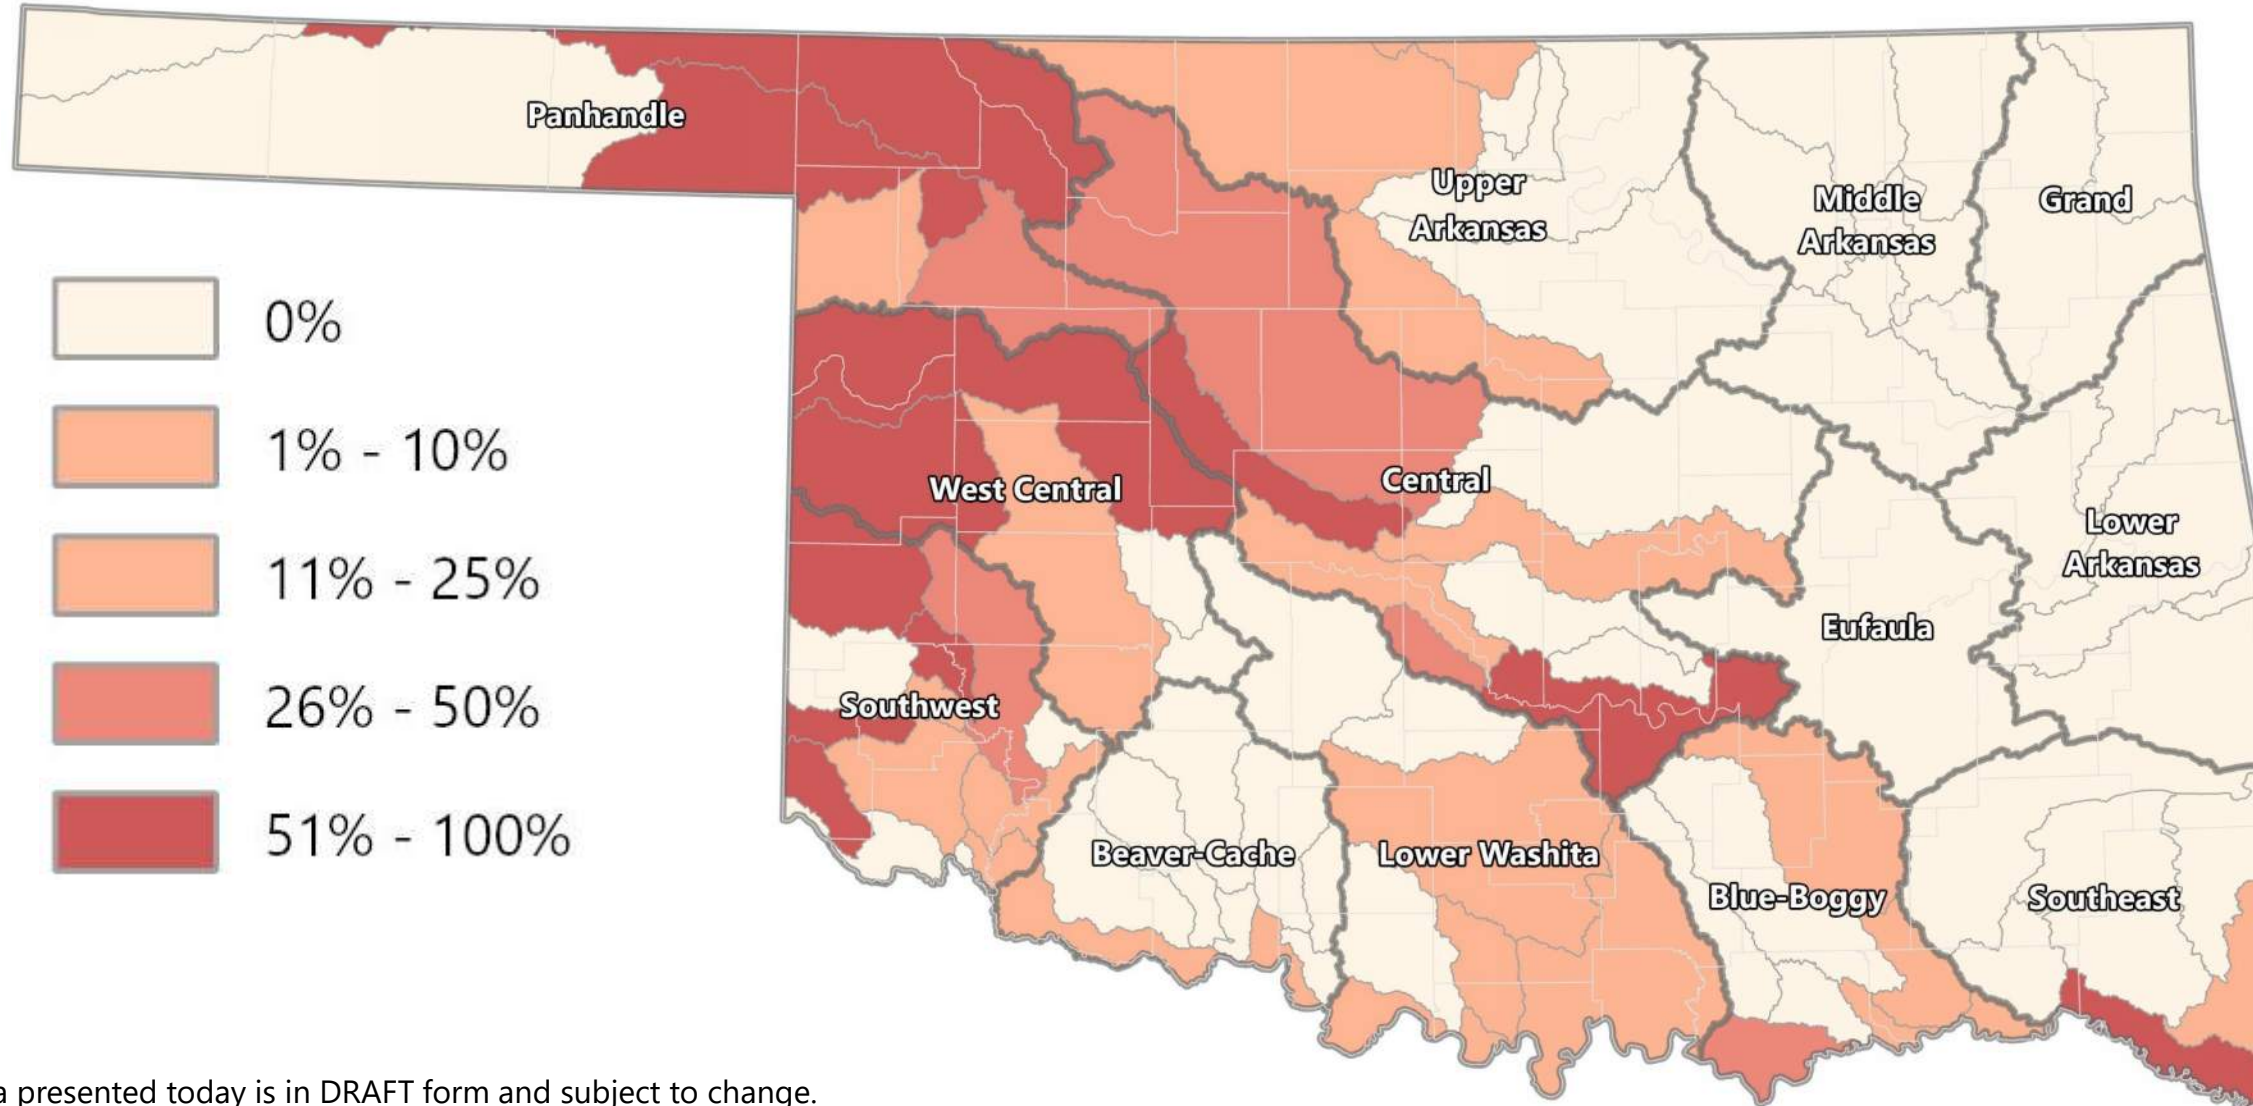 Panhandle
Upper
Arkansas
Middle
Arkansas
Grand
0%
1% - 10%
11% - 25%
26% - 50%
51% - 100%
West Central
Central
Lower
Arkansas
Eufaula
Southwest
Beaver-Cache
Lower Washita
Blue-Boggy
Southeast
a presented today is in DRAFT form and subject to change.